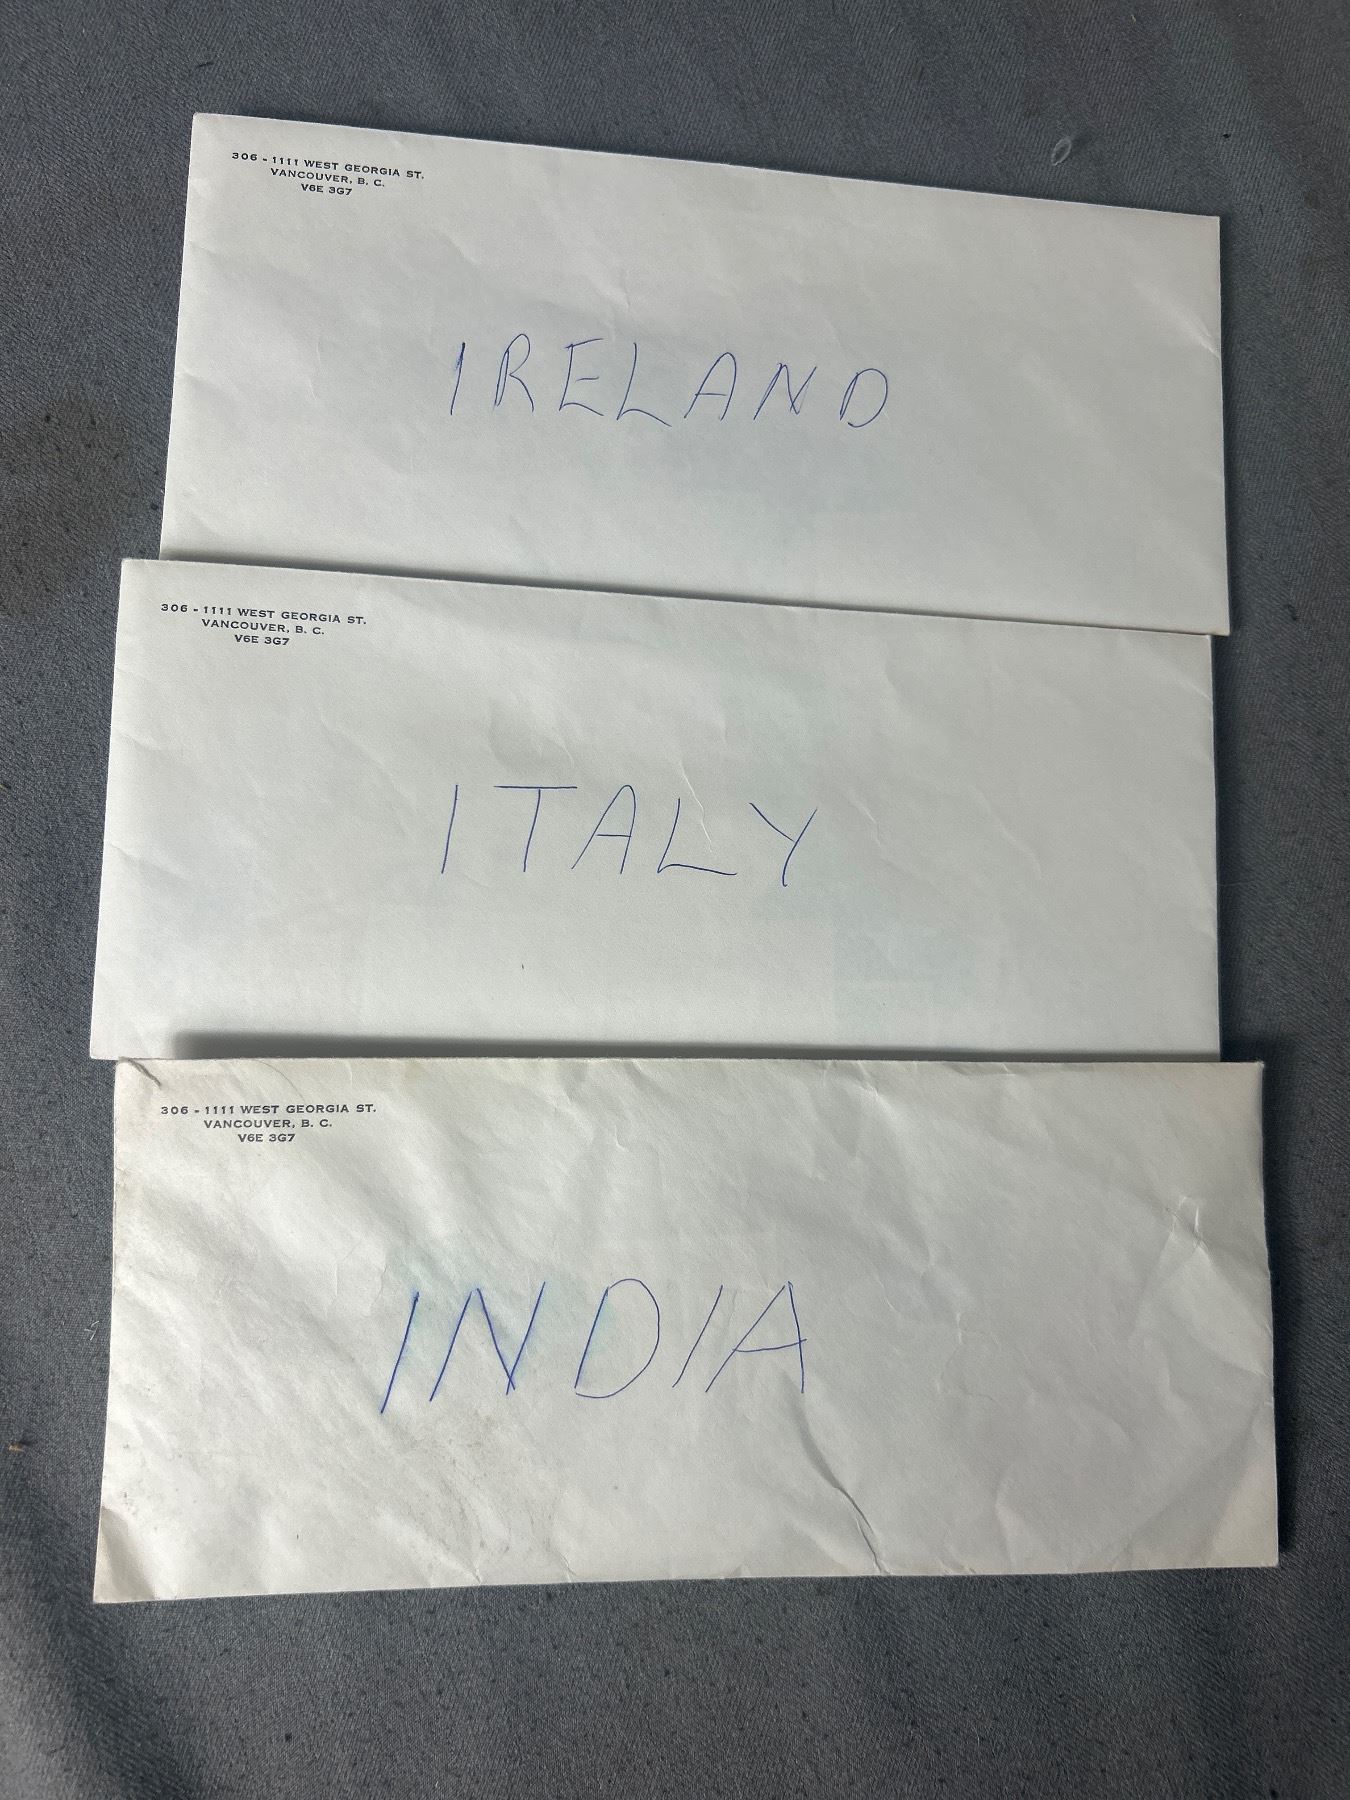 306 - 1111 WEST GEORGIA ST.
VANCOUVER, B. C.
V6E 3G7
IRELAND
306 - 1111 WEST GEORGIA ST.
VANCOUVER, B. C.
V6E 3G7
ITALY
306 - 1111 WEST GEORGIA ST.
VANCOUVER, B. C.
V6E 3G7
INDIA